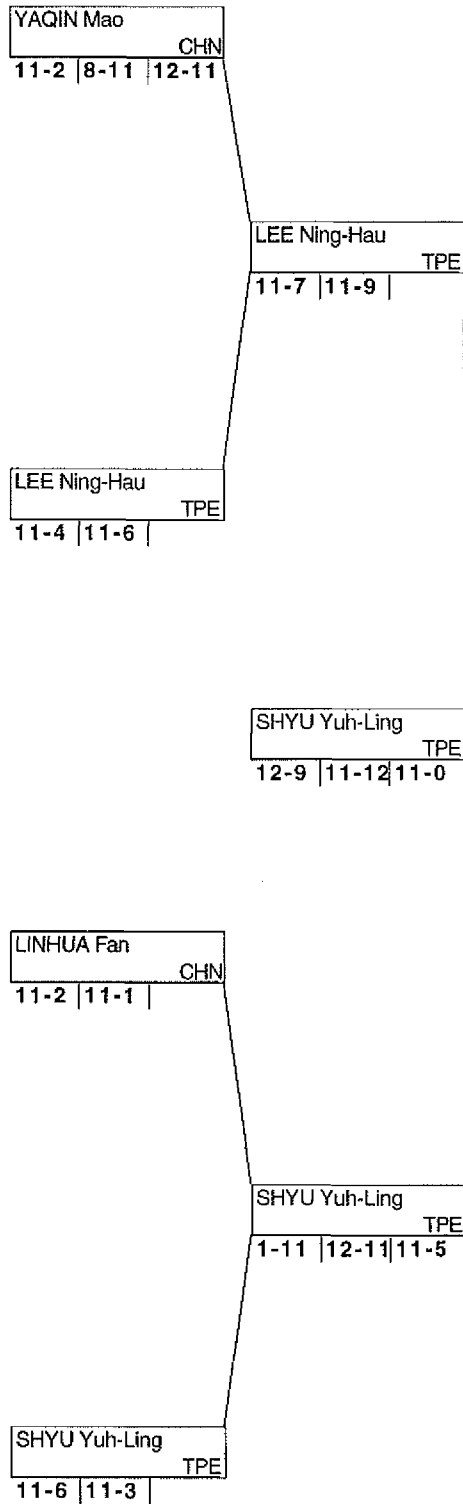 YAQIN Mao
CHN
11-2 | 8-11 | 12-11
LEE Ning-Hau
TPE
11-7 | 11-9 |
LEE Ning-Hau
TPE
11-4 | 11-6 |
SHYU Yuh-Ling
TPE
12-9 | 11-12 | 11-0
LINHUA Fan
CHN
11-2 | 11-1 |
SHYU Yuh-Ling
TPE
1-11 | 12-11 | 11-5
SHYU Yuh-Ling
TPE
11-6 | 11-3 |